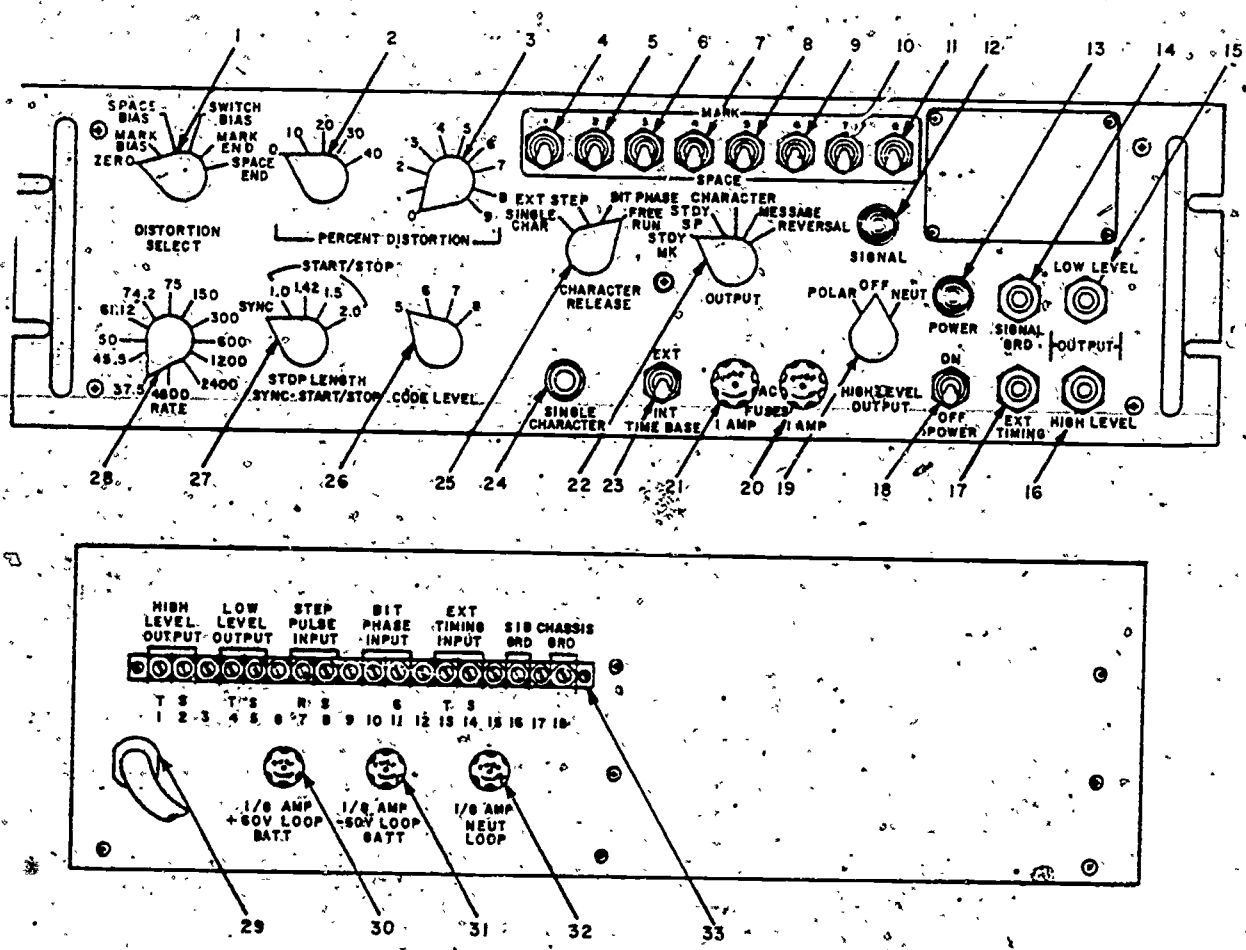 1 2 3 4 5 6 7 8 9 10 11 12 13 14 15
SPACE BIAS
SWITCH BIAS
MARK BIAS
MARK END
ZERO
SPACE END
DISTORTION SELECT
0 10 20 30 40
0 2 3 4 5 6 7 8 9
PERCENT DISTORTION
MARK
1 2 3 4 5 6 7 8
SPACE
EXT STEP
SINGLE CHAR
BIT PHASE
FREE RUN
CHARACTER RELEASE
STDY MK
STDY SP
CHARACTER
MESSAGE
REVERSAL
OUTPUT
SIGNAL
POLAR OFF NEUT
HIGH LEVEL OUTPUT
POWER
SIGNAL GRD
LOW LEVEL
OUTPUT
ON
OFF
POWER
EXT TIMING
HIGH LEVEL
37.5 45.5 50 61.12 74.2 75 150 300 600 1200 2400 4800
RATE
START/STOP
SYNC 1.0 1.42 1.5 2.0
STOP LENGTH
SYNC-START/STOP
5 6 7 8
CODE LEVEL
SINGLE CHARACTER
EXT
INT
TIME BASE
AC FUSES
1 AMP
1 AMP
28 27 26 25 24 22 23 21 20 19 18 17 16
HIGH LEVEL OUTPUT
LOW LEVEL OUTPUT
STEP PULSE INPUT
BIT PHASE INPUT
EXT TIMING INPUT
SIG GRD
CHASSIS GRD
T S T S R S G T S
1 2 3 4 5 6 7 8 9 10 11 12 13 14 15 16 17 18
1/8 AMP
+60V LOOP
BATT
1/8 AMP
-60V LOOP
BATT
1/8 AMP
NEUT
LOOP
29 30 31 32 33